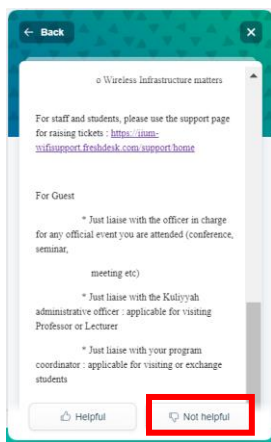 Back
o Wireless Infrastructure matters
For staff and students, please use the support page
for raising tickets : https://iium-
wifisupport.freshdesk.com/support/home
For Guest
* Just liaise with the officer in charge
for any official event you are attended (conference,
seminar,
meeting etc)
* Just liaise with the Kuliyyah
administrative officer : applicable for visiting
Professor or Lecturer
* Just liaise with your program
coordinator : applicable for visiting or exchange
students
Helpful
Not helpful